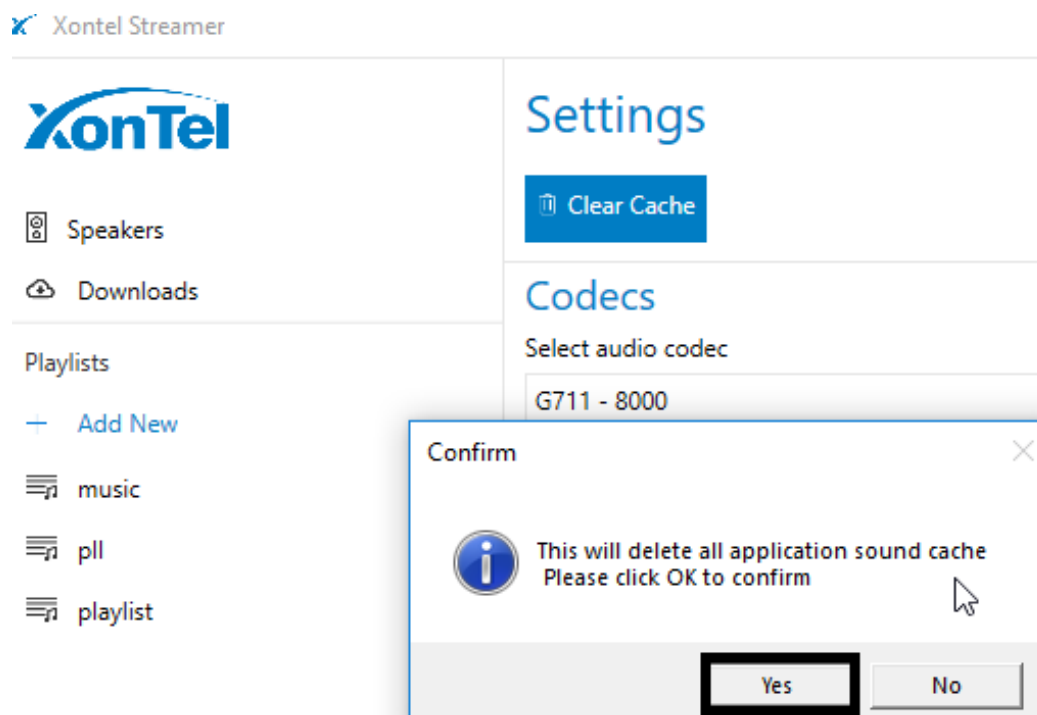 Xontel Streamer
XonTel
Speakers
Downloads
Playlists
Add New
music
pll
playlist
Settings
Clear Cache
Codecs
Select audio codec
G711 - 8000
Confirm
This will delete all application sound cache
Please click OK to confirm
Yes
No